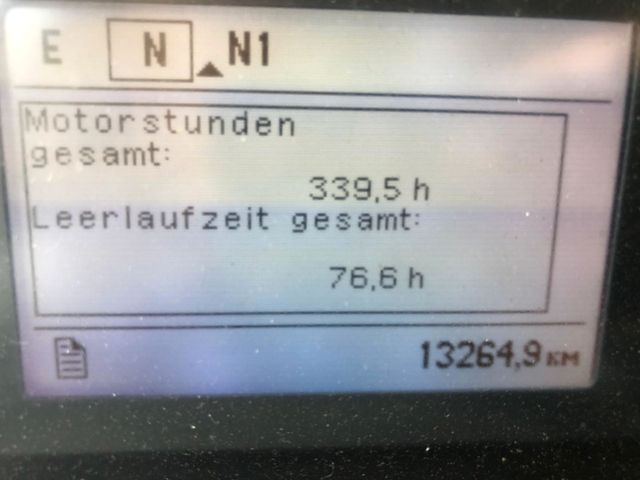 E N N1
Motorstunden
gesamt:
339,5 h
Leerlaufzeit gesamt:
76,6 h
13264,9 KM